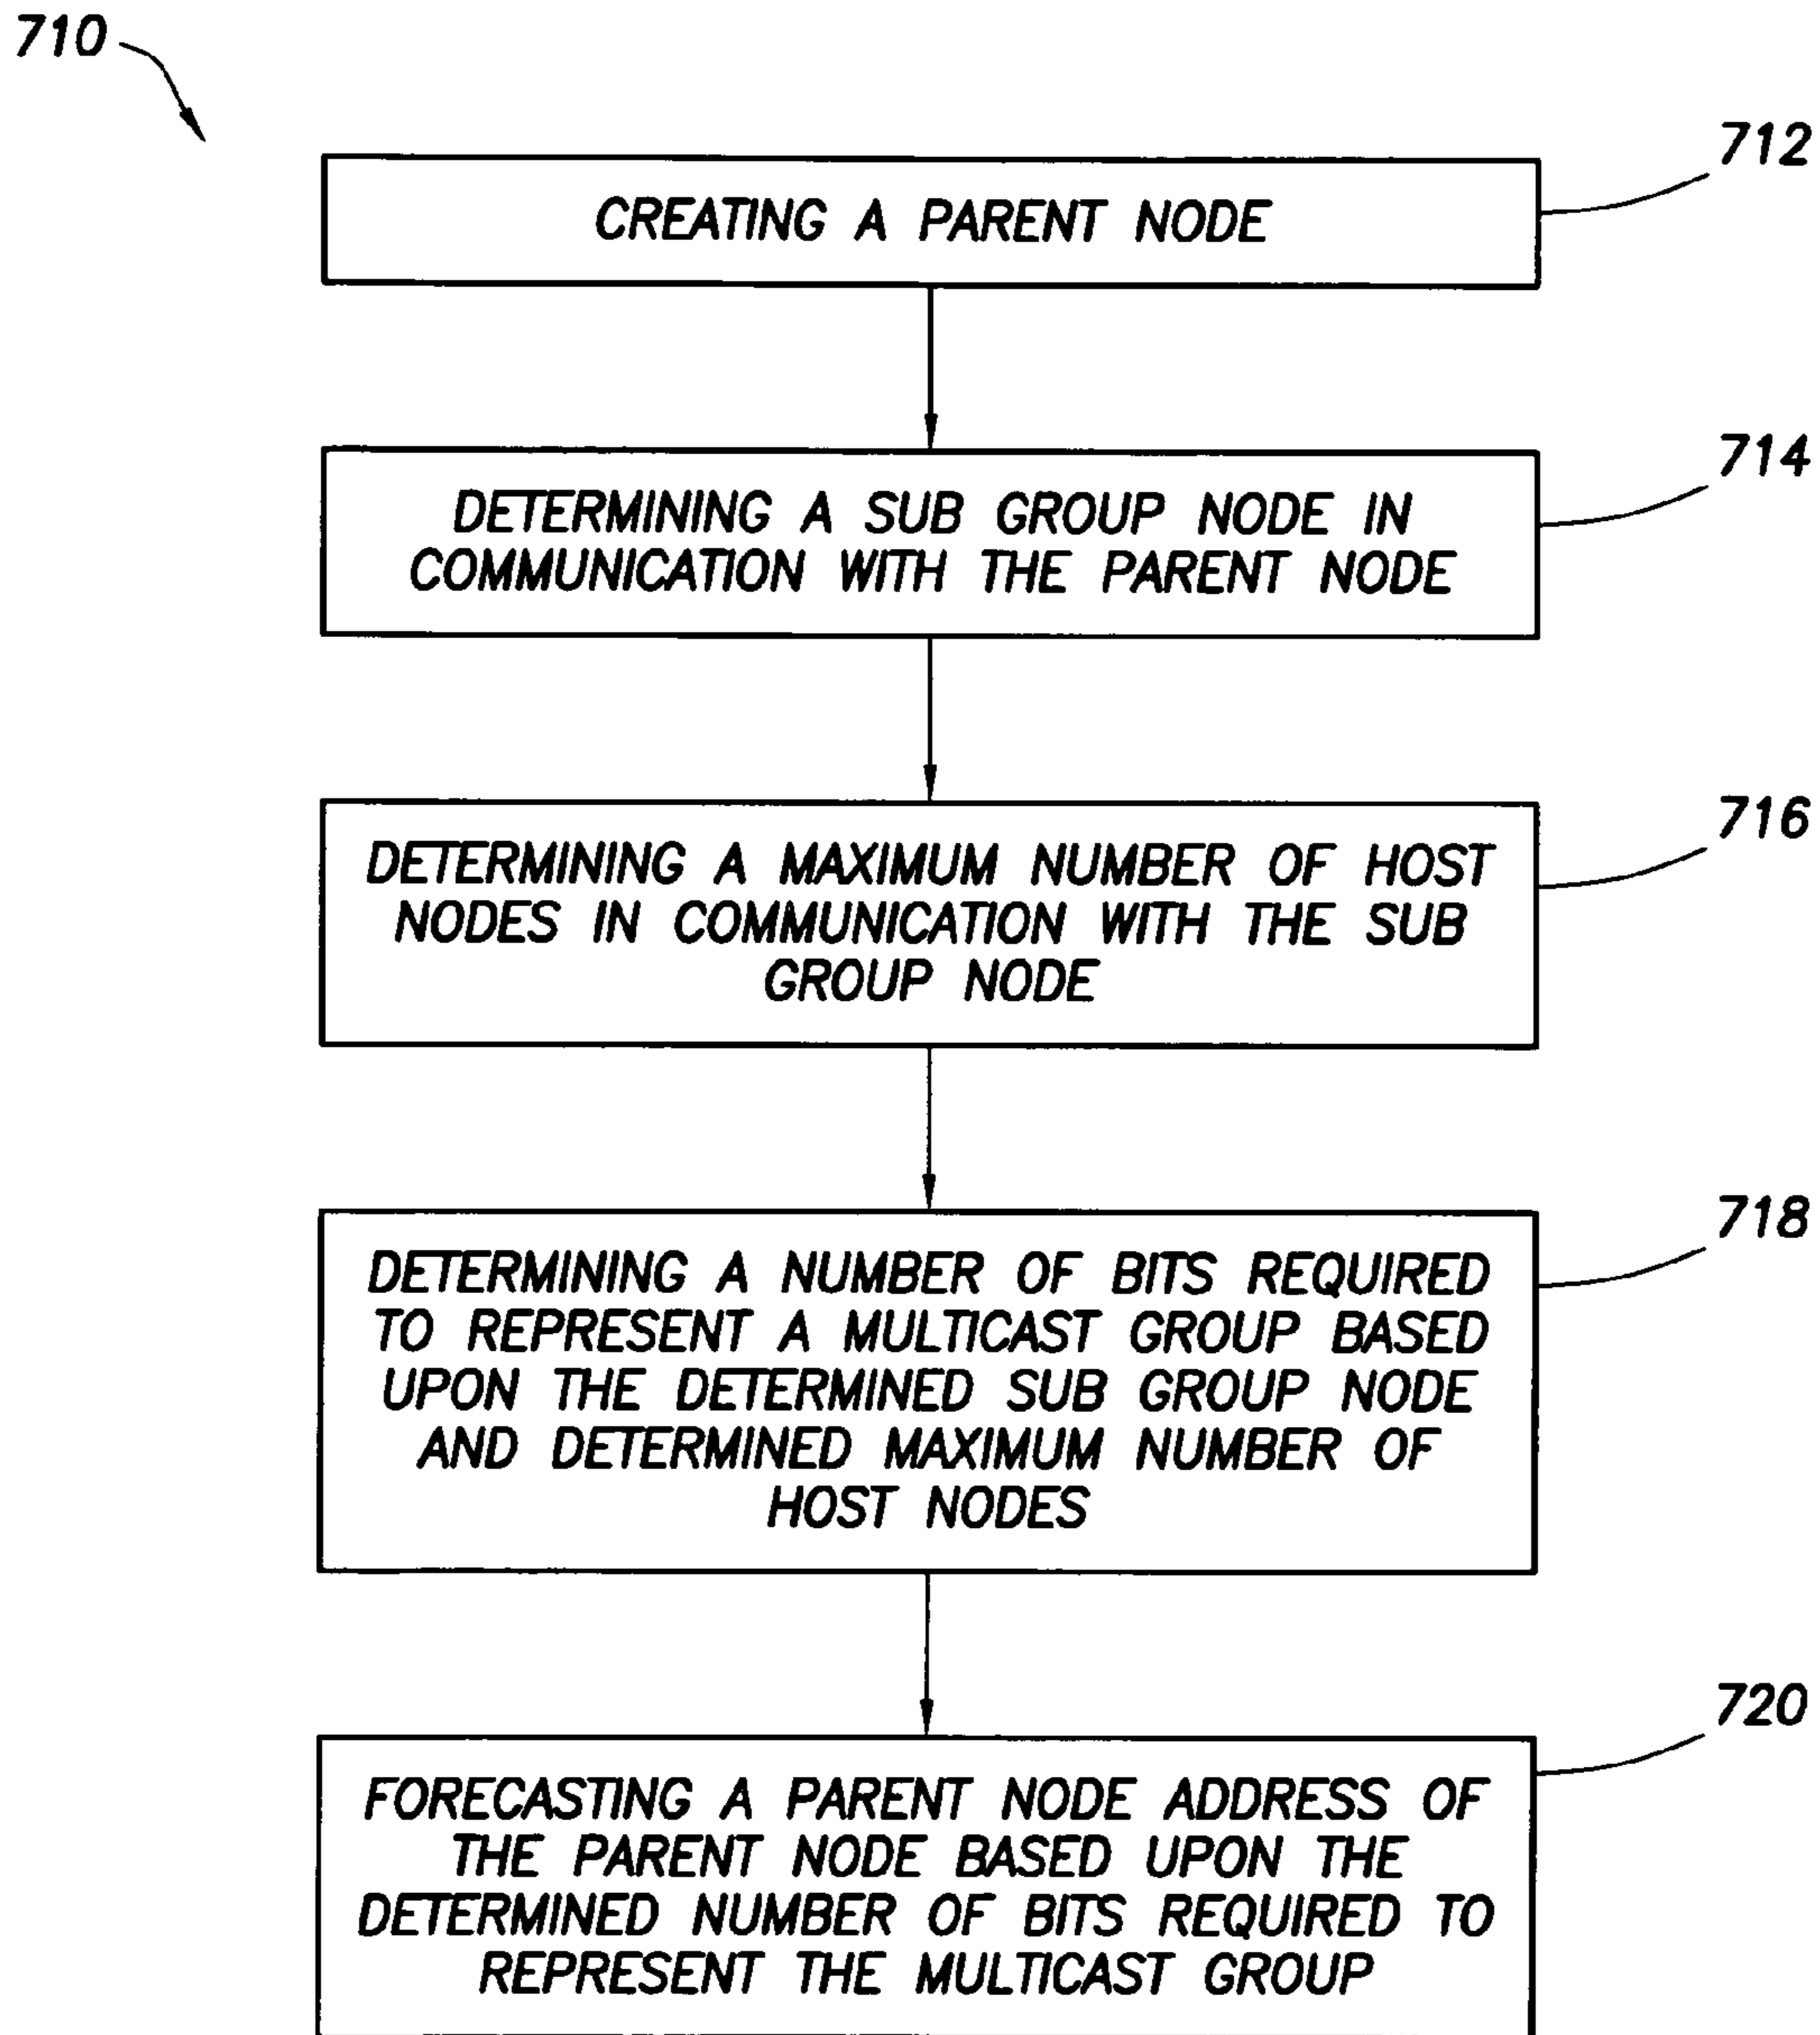 710
712
CREATING A PARENT NODE
714
DETERMINING A SUB GROUP NODE IN
COMMUNICATION WITH THE PARENT NODE
716
DETERMINING A MAXIMUM NUMBER OF HOST
NODES IN COMMUNICATION WITH THE SUB
GROUP NODE
718
DETERMINING A NUMBER OF BITS REQUIRED
TO REPRESENT A MULTICAST GROUP BASED
UPON THE DETERMINED SUB GROUP NODE
AND DETERMINED MAXIMUM NUMBER OF
HOST NODES
720
FORECASTING A PARENT NODE ADDRESS OF
THE PARENT NODE BASED UPON THE
DETERMINED NUMBER OF BITS REQUIRED TO
REPRESENT THE MULTICAST GROUP